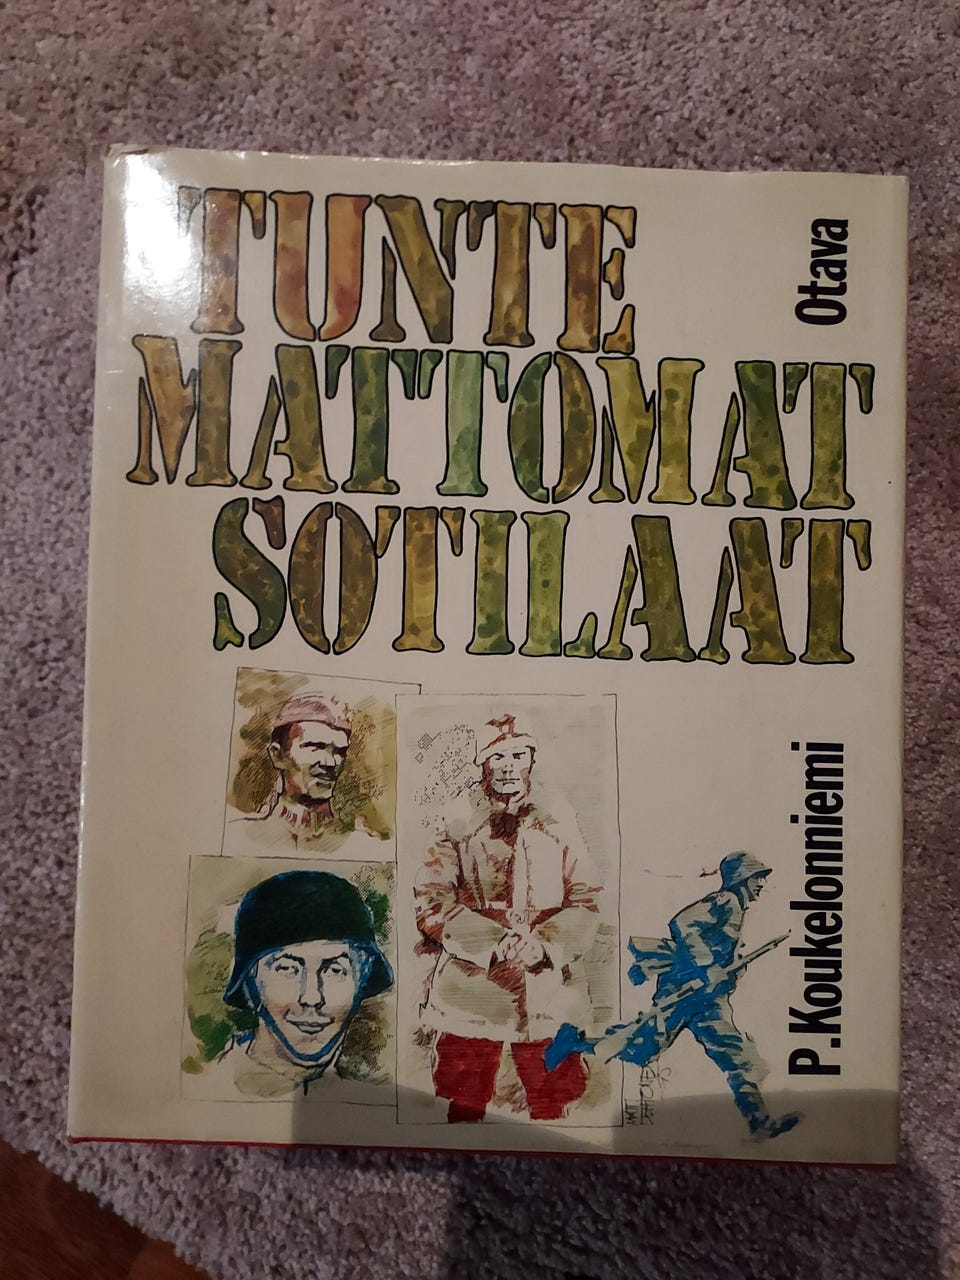 TUNTE
MATTOMAT
SOTILAAT
Otava
P.Koukelonniemi